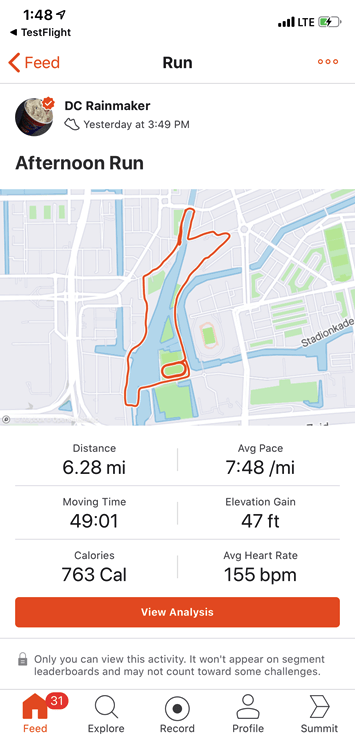 1:48
LTE
TestFlight
Feed
Run
DC Rainmaker
Yesterday at 3:49 PM
Afternoon Run
Stadionkade
Distance
6.28 mi
Avg Pace
7:48 /mi
Moving Time
49:01
Elevation Gain
47 ft
Calories
763 Cal
Avg Heart Rate
155 bpm
View Analysis
Only you can view this activity. It won't appear on segment
leaderboards and may not count toward some challenges.
31
Feed
Explore
Record
Profile
Summit